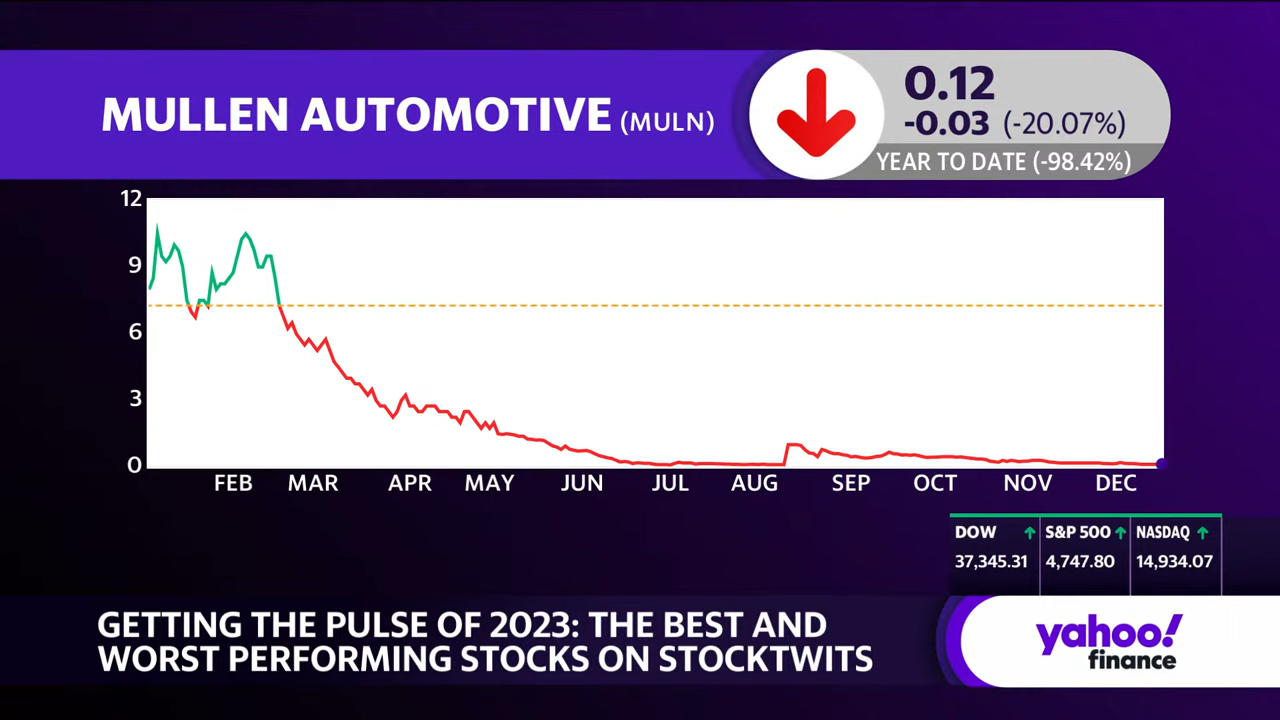 MULLEN AUTOMOTIVE (MULN)
0.12
-0.03 (-20.07%)
YEAR TO DATE (-98.42%)
12
9
6
3
0
FEB MAR APR MAY JUN JUL AUG SEP OCT NOV DEC
DOW S&P 500 NASDAQ
37,345.31 4,747.80 14,934.07
GETTING THE PULSE OF 2023: THE BEST AND
WORST PERFORMING STOCKS ON STOCKTWITS
yahoo!
finance